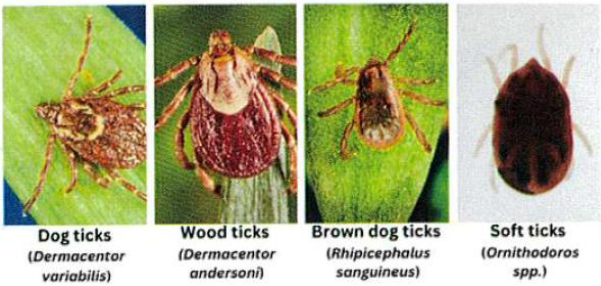 Dog ticks
(Dermacentor
variabilis)
Wood ticks
(Dermacentor
andersoni)
Brown dog ticks
(Rhipicephalus
sanguineus)
Soft ticks
(Ornithodoros
spp.)